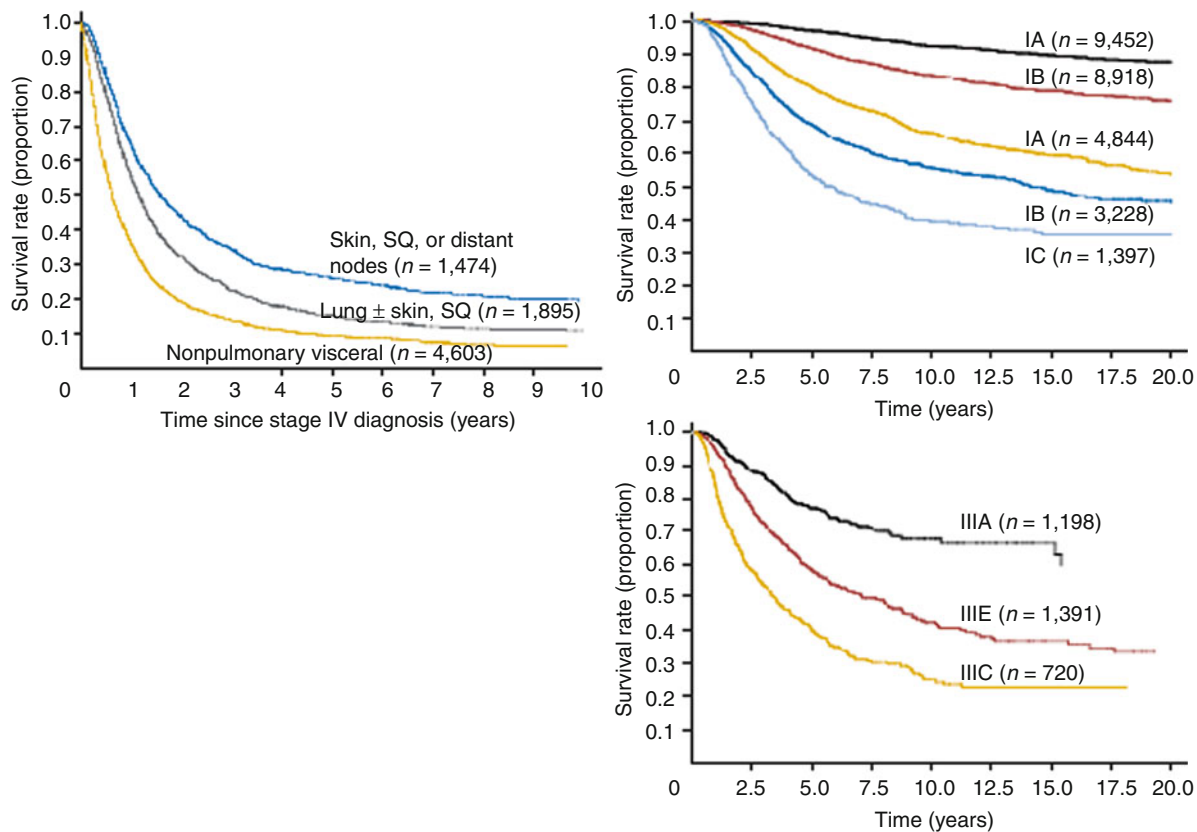 1.0
0.9
0.8
0.7
0.6
0.5
0.4
0.3
0.2
0.1
Survival rate (proportion)
Skin, SQ, or distant
nodes (n = 1,474)
Lung ± skin, SQ (n = 1,895)
Nonpulmonary visceral (n = 4,603)
0 1 2 3 4 5 6 7 8 9 10
Time since stage IV diagnosis (years)
1.0
0.9
0.8
0.7
0.6
0.5
0.4
0.3
0.2
0.1
Survival rate (proportion)
IA (n = 9,452)
IB (n = 8,918)
IA (n = 4,844)
IB (n = 3,228)
IC (n = 1,397)
0 2.5 5.0 7.5 10.0 12.5 15.0 17.5 20.0
Time (years)
1.0
0.9
0.8
0.7
0.6
0.5
0.4
0.3
0.2
0.1
Survival rate (proportion)
IIIA (n = 1,198)
IIIE (n = 1,391)
IIIC (n = 720)
0 2.5 5.0 7.5 10.0 12.5 15.0 17.5 20.0
Time (years)